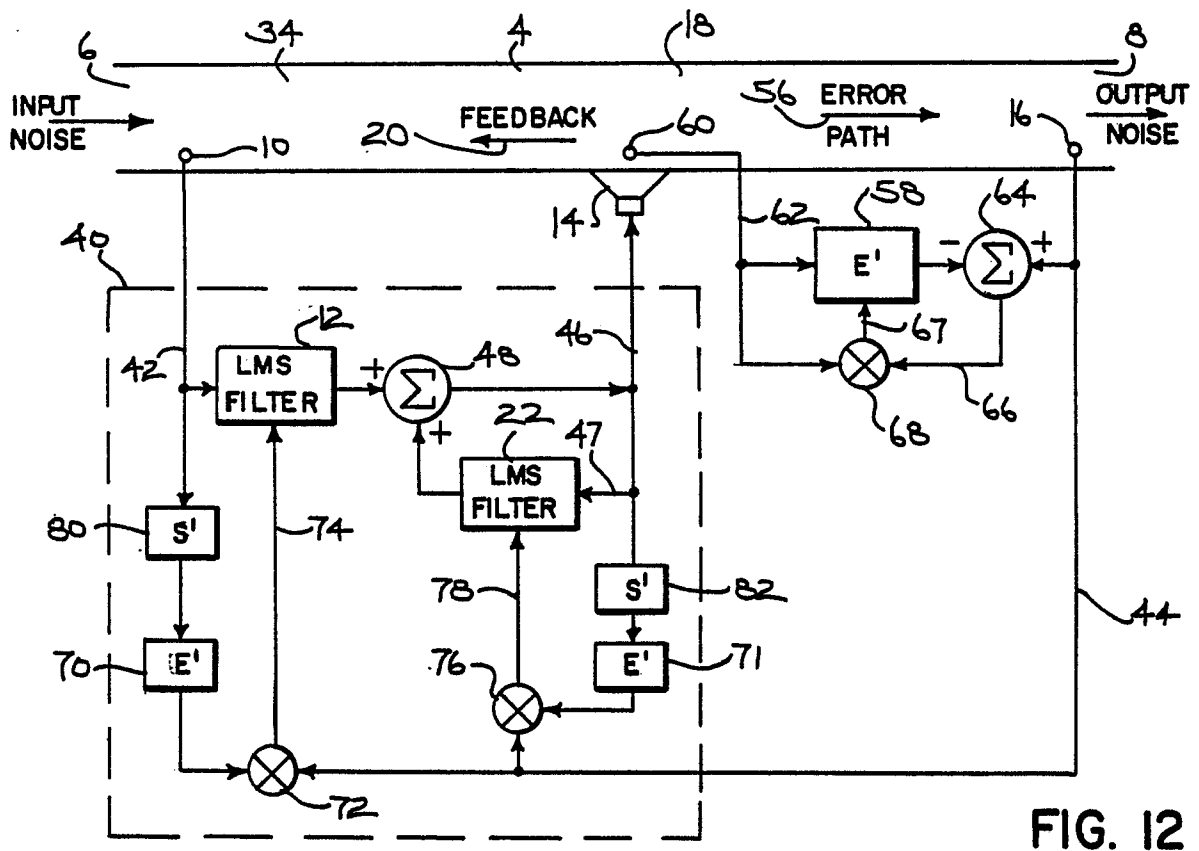 6
34
4
18
8
INPUT
NOISE
10
FEEDBACK
20
60
56
ERROR
PATH
16
OUTPUT
NOISE
14
62
58
64
E'
−
Σ
+
40
67
68
66
42
12
LMS
FILTER
+
Σ
48
46
+
22
LMS
FILTER
47
80
S'
74
78
S'
82
44
70
E'
76
E'
71
72
FIG. 12